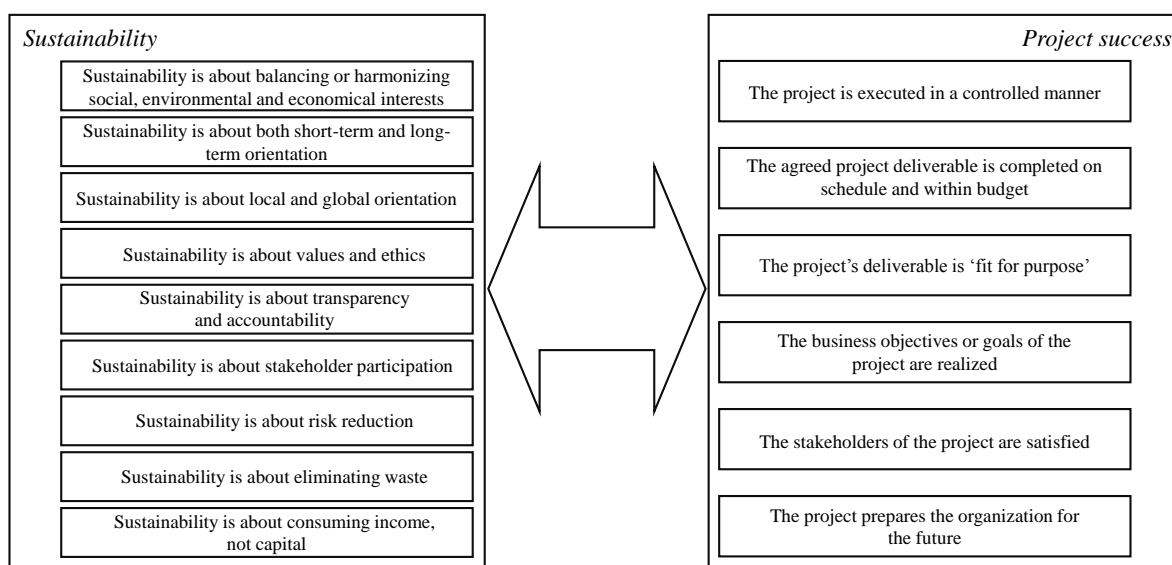 Sustainability
Sustainability is about balancing or harmonizing
social, environmental and economical interests
Sustainability is about both short-term and long-
term orientation
Sustainability is about local and global orientation
Sustainability is about values and ethics
Sustainability is about transparency
and accountability
Sustainability is about stakeholder participation
Sustainability is about risk reduction
Sustainability is about eliminating waste
Sustainability is about consuming income,
not capital
Project success
The project is executed in a controlled manner
The agreed project deliverable is completed on
schedule and within budget
The project’s deliverable is ‘fit for purpose’
The business objectives or goals of the
project are realized
The stakeholders of the project are satisfied
The project prepares the organization for
the future